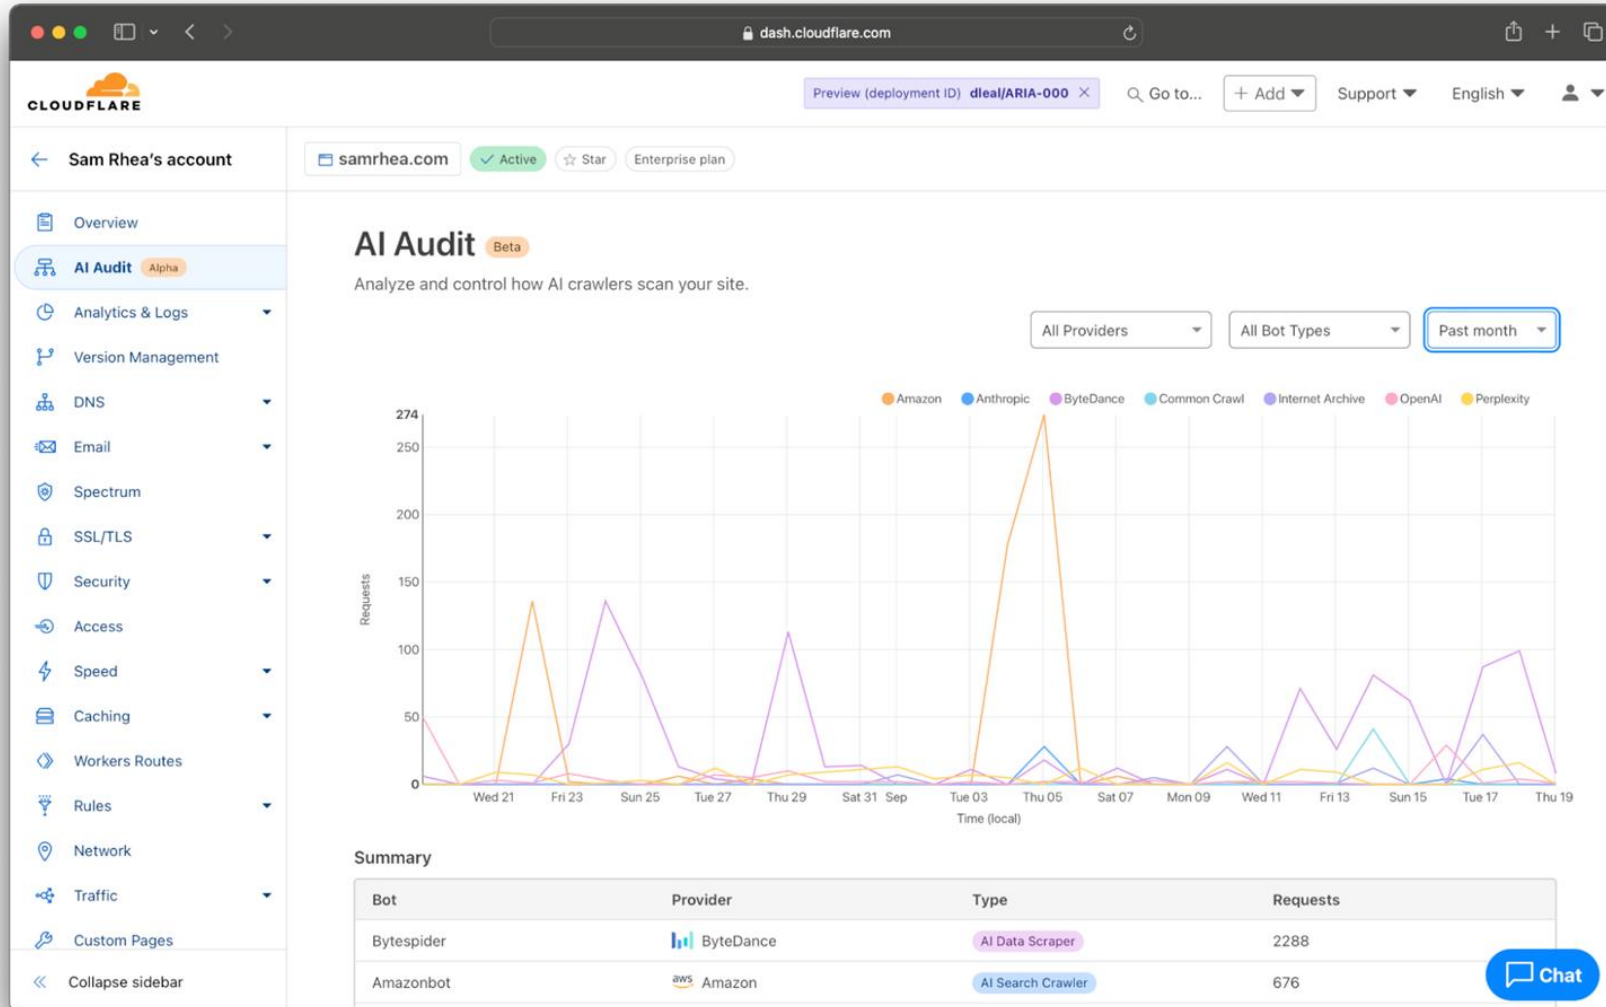 dash.cloudflare.com
CLOUDFLARE
Preview (deployment ID) dleal/ARIA-000
Go to...
+ Add
Support
English
Sam Rhea's account
samrhea.com
Active
Star
Enterprise plan
Overview
AI Audit Alpha
Analytics & Logs
Version Management
DNS
Email
Spectrum
SSL/TLS
Security
Access
Speed
Caching
Workers Routes
Rules
Network
Traffic
Custom Pages
Collapse sidebar
AI Audit Beta
Analyze and control how AI crawlers scan your site.
All Providers
All Bot Types
Past month
Amazon Anthropic ByteDance Common Crawl Internet Archive OpenAI Perplexity
274
250
200
150
100
50
0
Requests
Wed 21 Fri 23 Sun 25 Tue 27 Thu 29 Sat 31 Sep Tue 03 Thu 05 Sat 07 Mon 09 Wed 11 Fri 13 Sun 15 Tue 17 Thu 19
Time (local)
Summary
Bot Provider Type Requests
Bytespider ByteDance AI Data Scraper 2288
Amazonbot aws Amazon AI Search Crawler 676
Chat